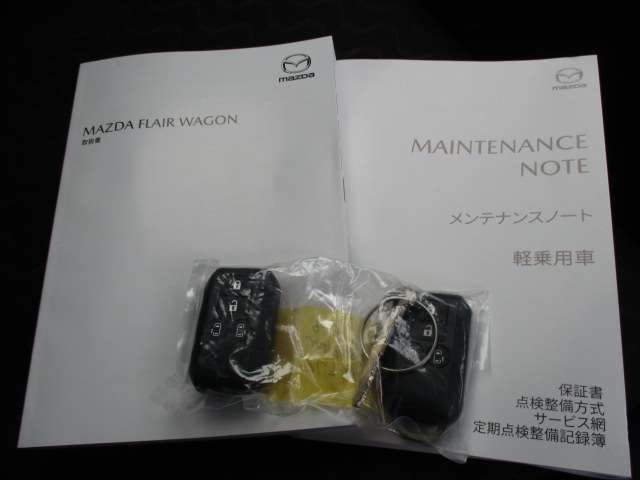 mazda
MAZDA FLAIR WAGON
取扱書
mazda
MAINTENANCE
NOTE
メンテナンスノート
軽乗用車
保証書
点検整備方式
サービス網
定期点検整備記録簿